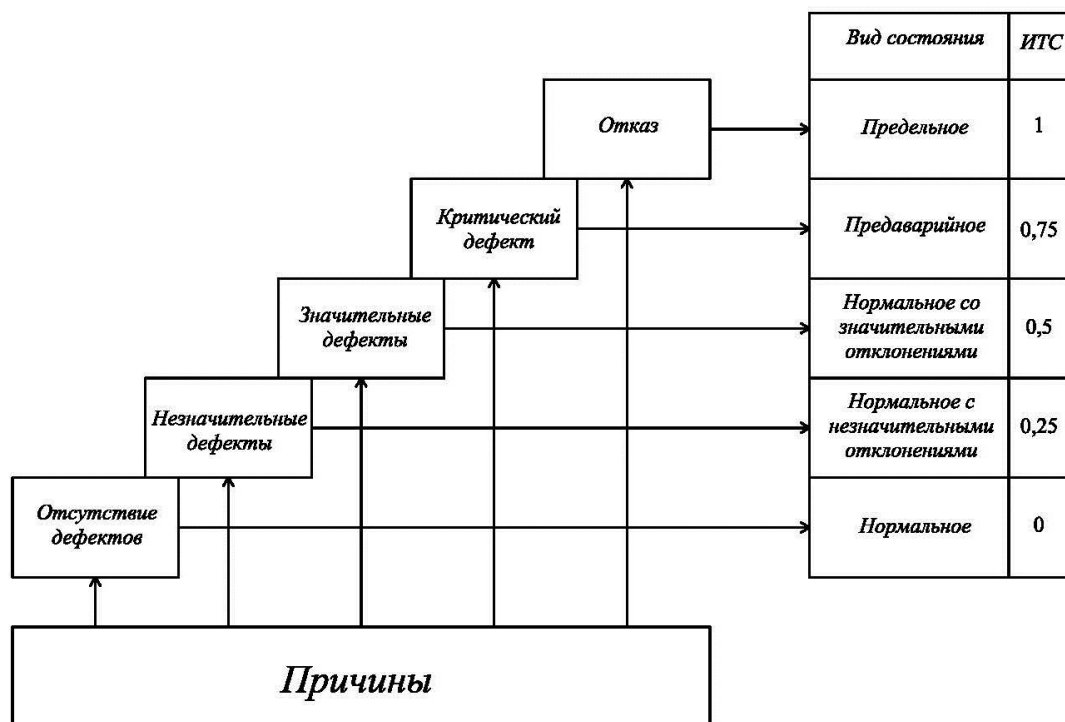 Вид состояния
ИТС
Отказ
Предельное
1
Критический
дефект
Предаварийное
0,75
Значительные
дефекты
Нормальное со
значительными
отклонениями
0,5
Незначительные
дефекты
Нормальное с
незначительными
отклонениями
0,25
Отсутствие
дефектов
Нормальное
0
Причины